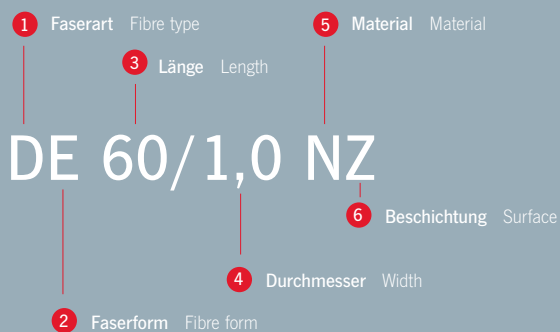 1 Faserart Fibre type
5 Material Material
3 Länge Length
DE 60/1,0 NZ
6 Beschichtung Surface
4 Durchmesser Width
2 Faserform Fibre form